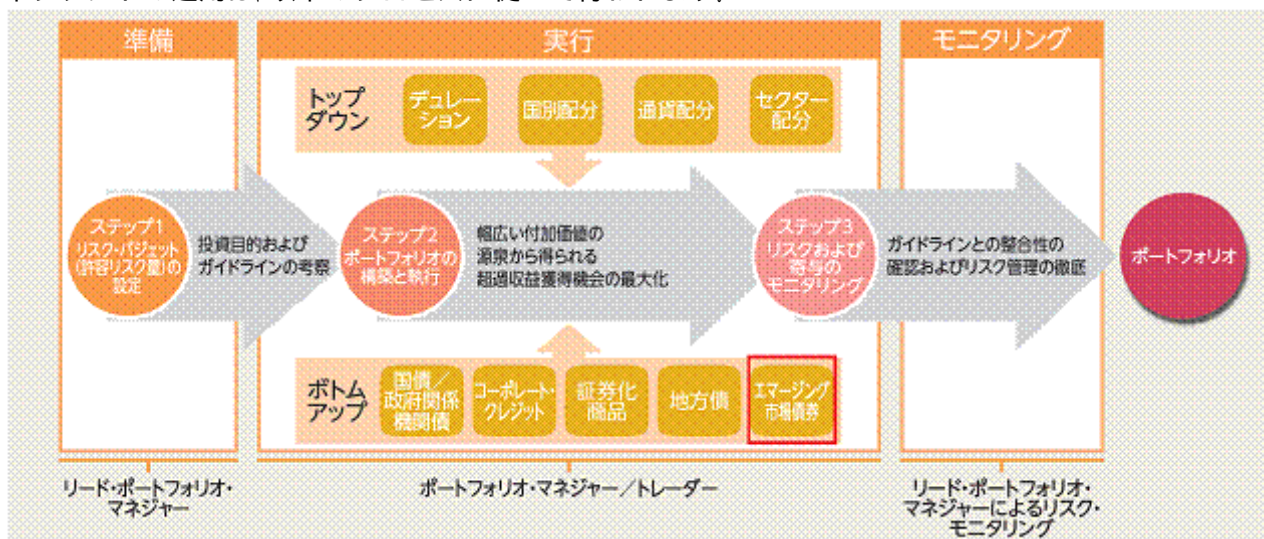 準備
実行
モニタリング
トップ
ダウン
デュレー
ション
国別配分
通貨配分
セクター
配分
ステップ1
リスク・バジェット
(許容リスク量)の
設定
投資目的および
ガイドラインの考察
ステップ2
ポートフォリオの
構築と執行
幅広い付加価値の
源泉から得られる
超過収益獲得機会の最大化
ステップ3
リスクおよび
寄与の
モニタリング
ガイドラインとの整合性の
確認およびリスク管理の徹底
ポートフォリオ
ボトム
アップ
国債／
政府関係
機関債
コーポレート・
クレジット
証券化
商品
地方債
エマージング
市場債券
リード・ポートフォリオ・
マネジャー
ポートフォリオ・マネジャー／トレーダー
リード・ポートフォリオ・
マネジャーによるリスク・
モニタリング